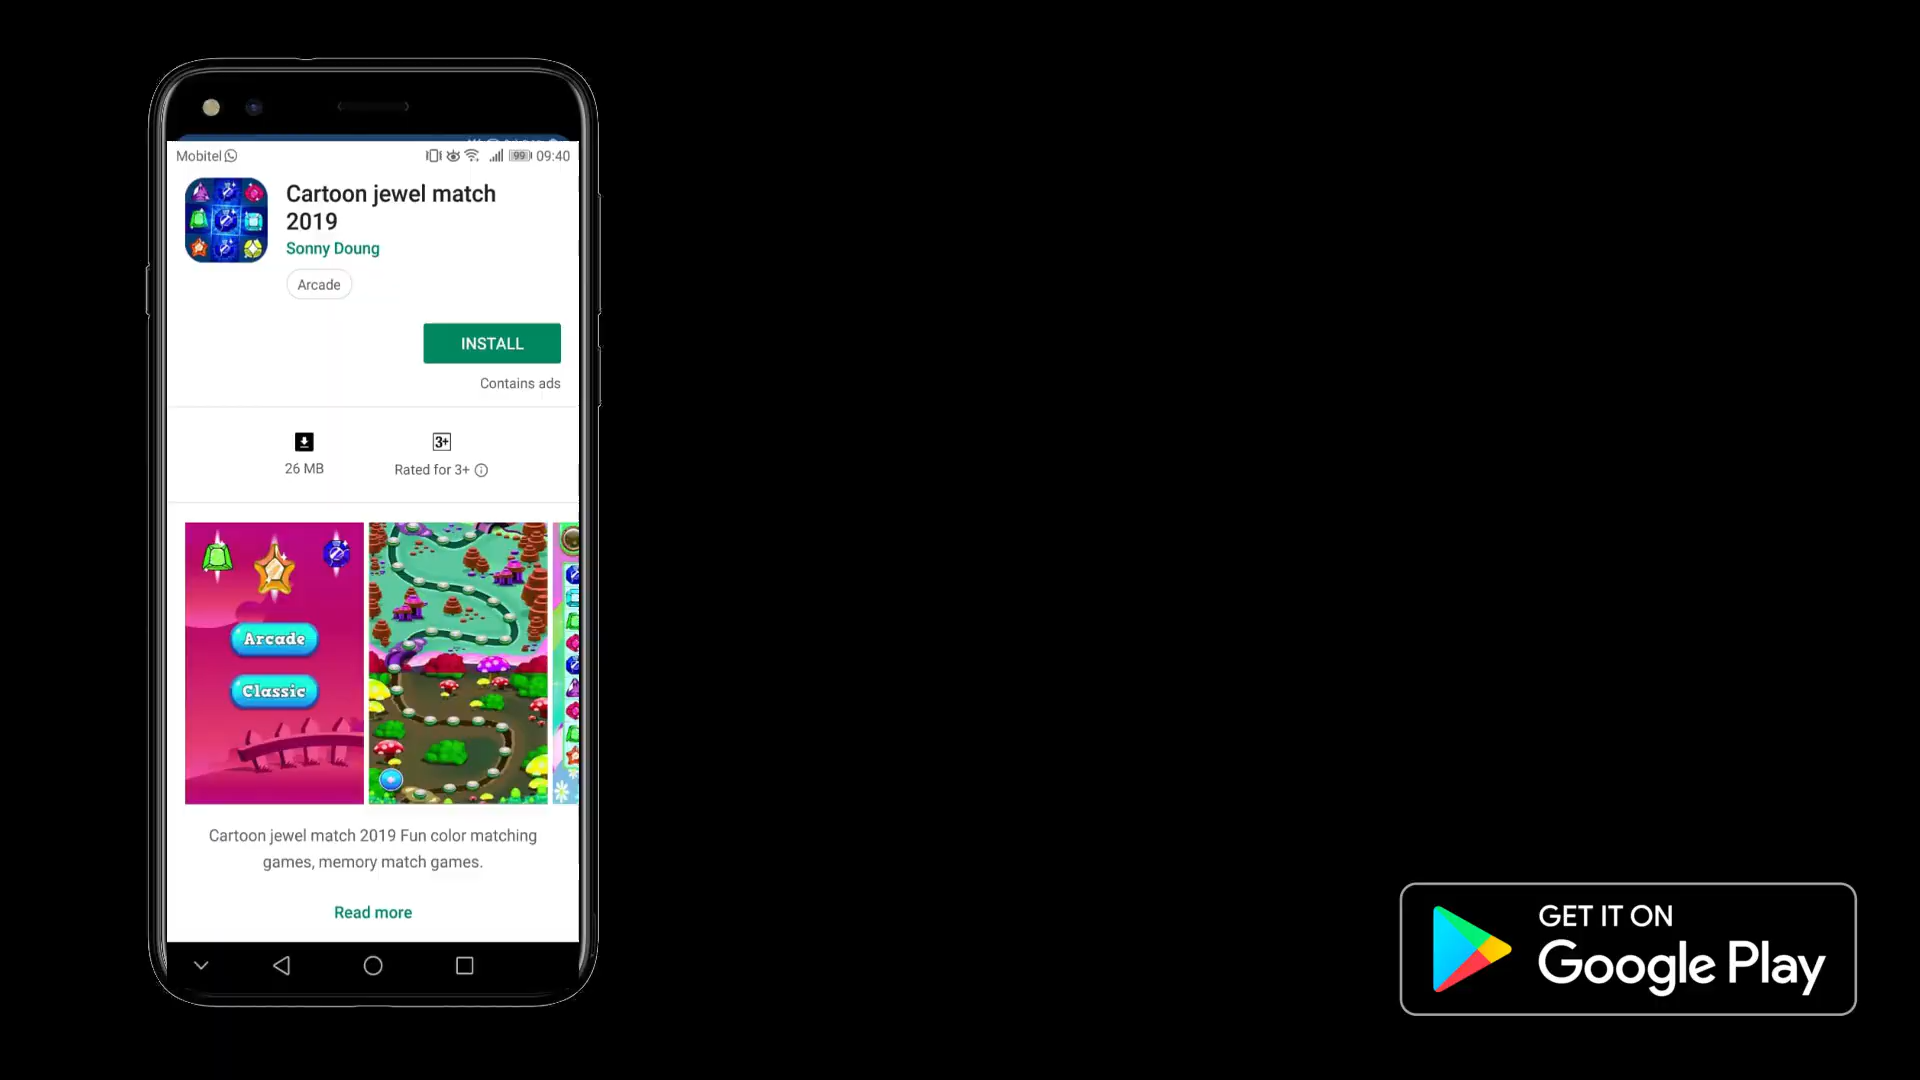 Mobitel
99
09:40
Cartoon jewel match
2019
Sonny Doung
Arcade
INSTALL
Contains ads
3+
26 MB
Rated for 3+
Arcade
Classic
Cartoon jewel match 2019 Fun color matching
games, memory match games.
Read more
GET IT ON
Google Play